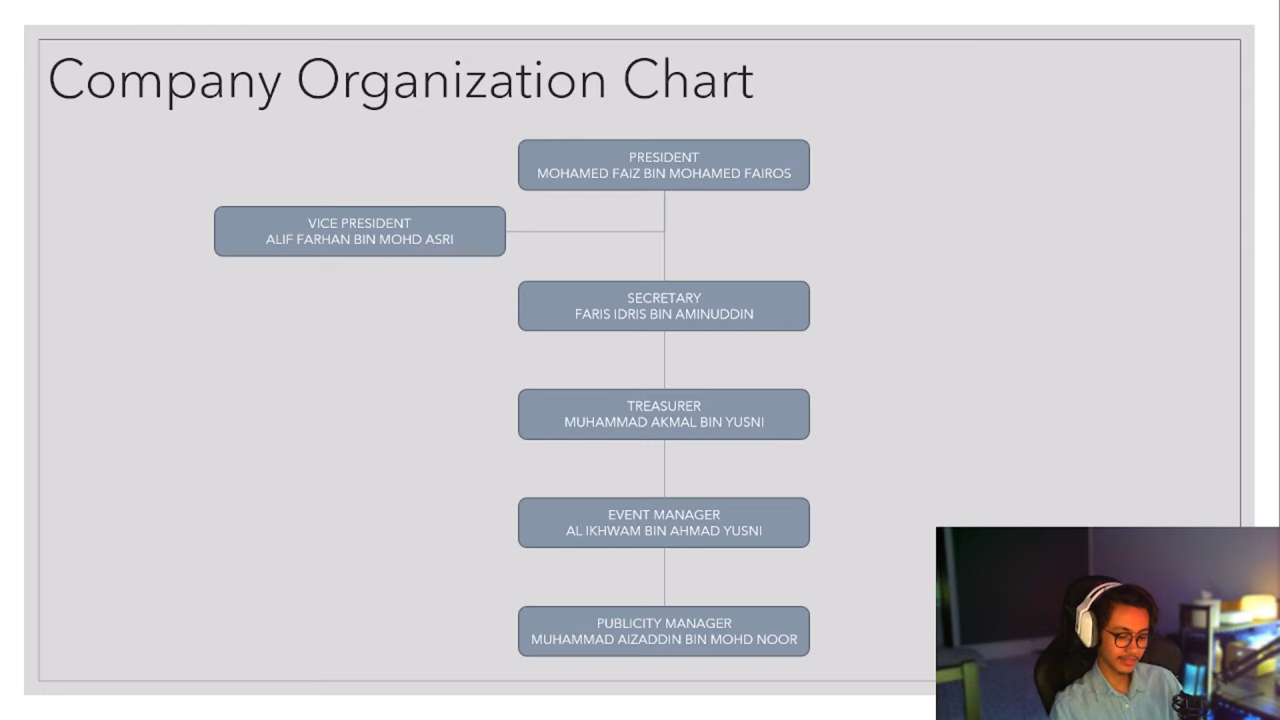 Company Organization Chart
PRESIDENT
MOHAMED FAIZ BIN MOHAMED FAIROS
VICE PRESIDENT
ALIF FARHAN BIN MOHD ASRI
SECRETARY
FARIS IDRIS BIN AMINUDDIN
TREASURER
MUHAMMAD AKMAL BIN YUSNI
EVENT MANAGER
AL IKHWAM BIN AHMAD YUSNI
PUBLICITY MANAGER
MUHAMMAD AIZADDIN BIN MOHD NOOR